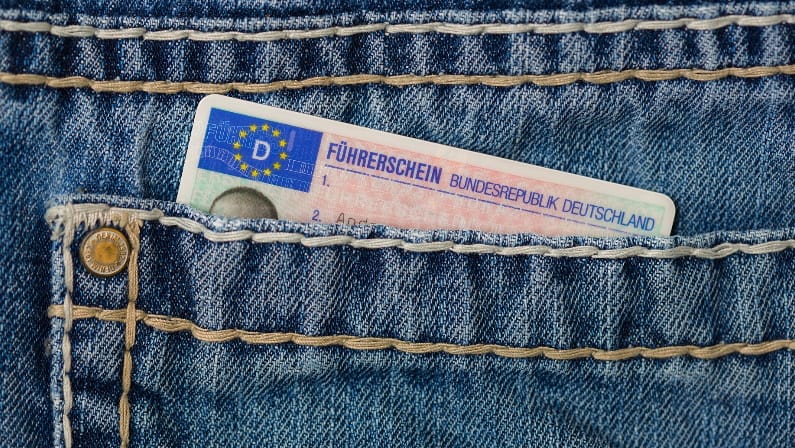 D
FÜHRERSCHEIN BUNDESREPUBLIK DEUTSCHLAND
1.
2.